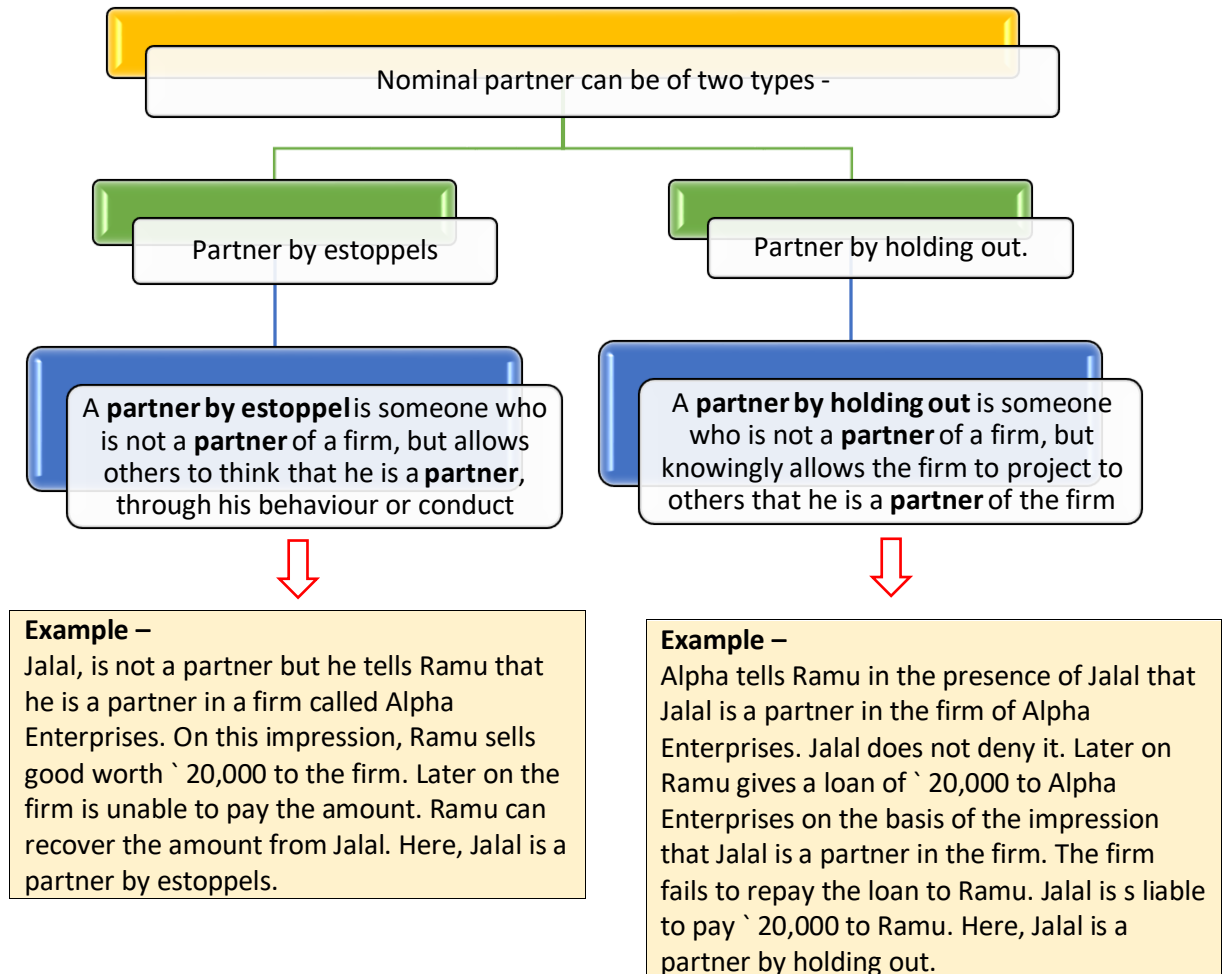 Nominal partner can be of two types -
Partner by estoppels
Partner by holding out.
A partner by estoppel is someone who
is not a partner of a firm, but allows
others to think that he is a partner,
through his behaviour or conduct
A partner by holding out is someone
who is not a partner of a firm, but
knowingly allows the firm to project to
others that he is a partner of the firm
Example –
Jalal, is not a partner but he tells Ramu that
he is a partner in a firm called Alpha
Enterprises. On this impression, Ramu sells
good worth ` 20,000 to the firm. Later on the
firm is unable to pay the amount. Ramu can
recover the amount from Jalal. Here, Jalal is a
partner by estoppels.
Example –
Alpha tells Ramu in the presence of Jalal that
Jalal is a partner in the firm of Alpha
Enterprises. Jalal does not deny it. Later on
Ramu gives a loan of ` 20,000 to Alpha
Enterprises on the basis of the impression
that Jalal is a partner in the firm. The firm
fails to repay the loan to Ramu. Jalal is s liable
to pay ` 20,000 to Ramu. Here, Jalal is a
partner by holding out.